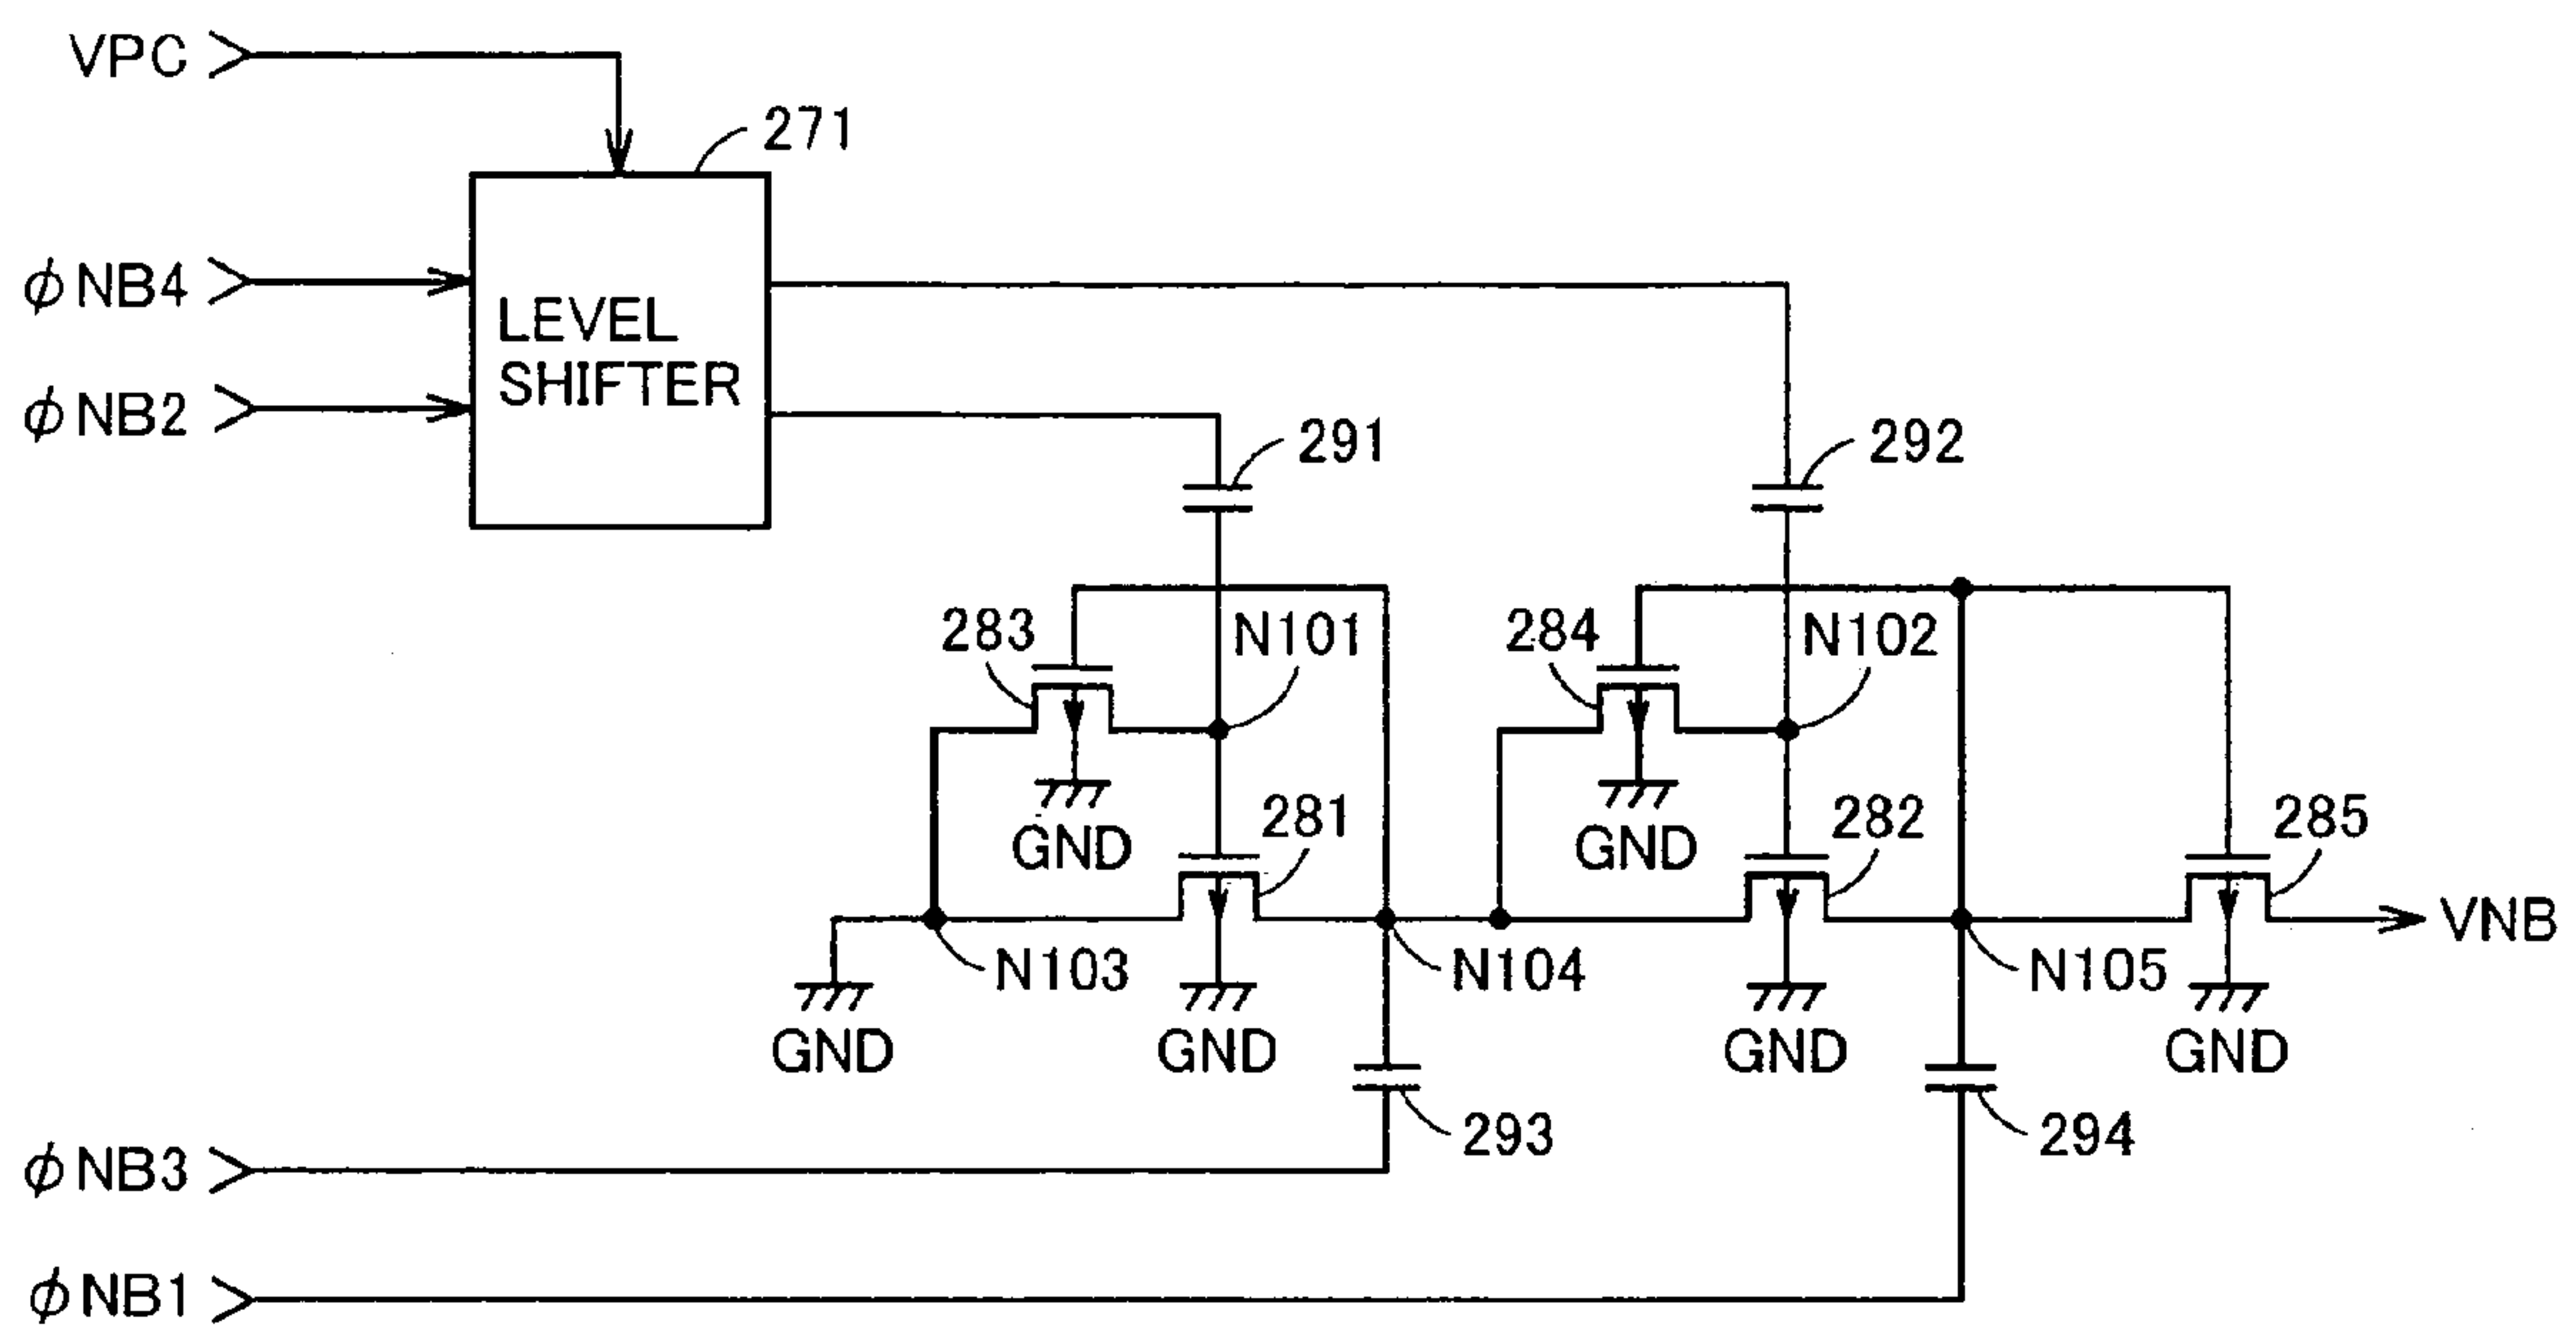 VPC
271
φNB4
LEVEL
SHIFTER
φNB2
291
292
283
N101
284
N102
GND
281
GND
282
285
VNB
N103
N104
N105
GND
GND
GND
GND
293
294
φNB3
φNB1